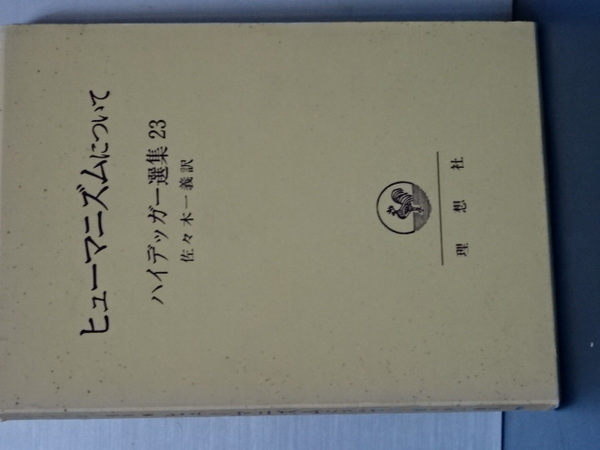 ヒューマニズムについて
ハイデッガー選集 23
佐々木一義訳
理想社